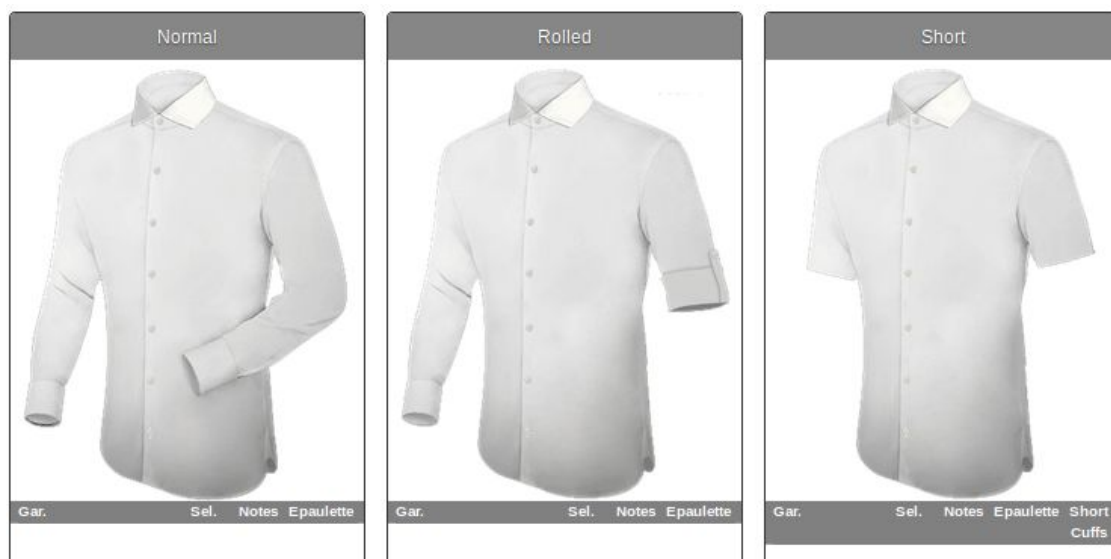 Normal
Rolled
Short
Gar. Sel. Notes Epaulette
Gar. Sel. Notes Epaulette
Gar. Sel. Notes Epaulette Short
Cuffs